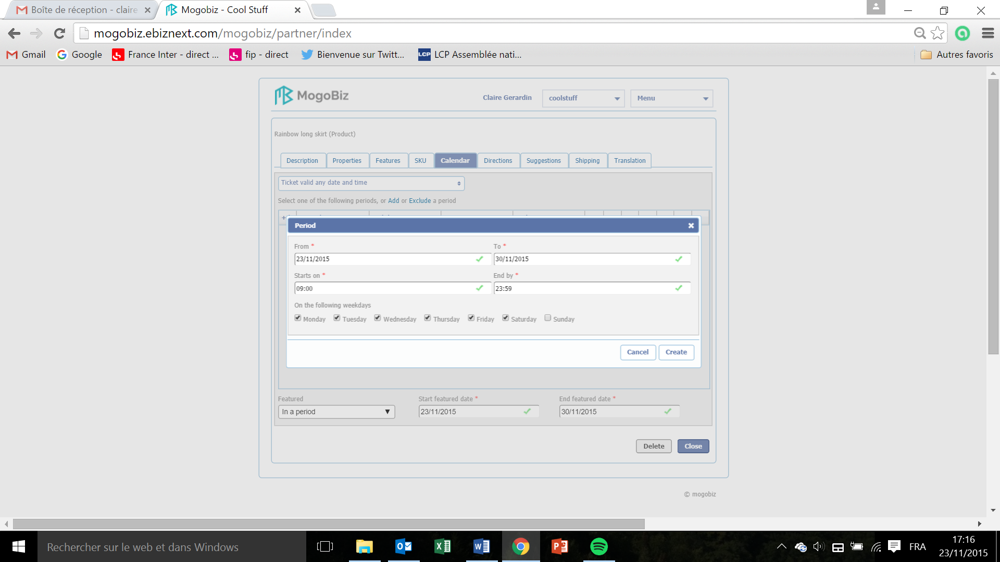 Boîte de réception - claire
Mogobiz - Cool Stuff
mogobiz.ebiznext.com/mogobiz/partner/index
Gmail
Google
France Inter - direct ...
fip - direct
Bienvenue sur Twitt...
LCP LCP Assemblée nati...
Autres favoris
MogoBiz
Claire Gerardin
coolstuff
Menu
Rainbow long skirt (Product)
Description
Properties
Features
SKU
Calendar
Directions
Suggestions
Shipping
Translation
Ticket valid any date and time
Select one of the following periods, or Add or Exclude a period
Period
From *
To *
23/11/2015
30/11/2015
Starts on *
End by *
09:00
23:59
On the following weekdays
Monday
Tuesday
Wednesday
Thursday
Friday
Saturday
Sunday
Cancel
Create
Featured
Start featured date *
End featured date *
In a period
23/11/2015
30/11/2015
Delete
Close
© mogobiz
Rechercher sur le web et dans Windows
FRA
17:16
23/11/2015